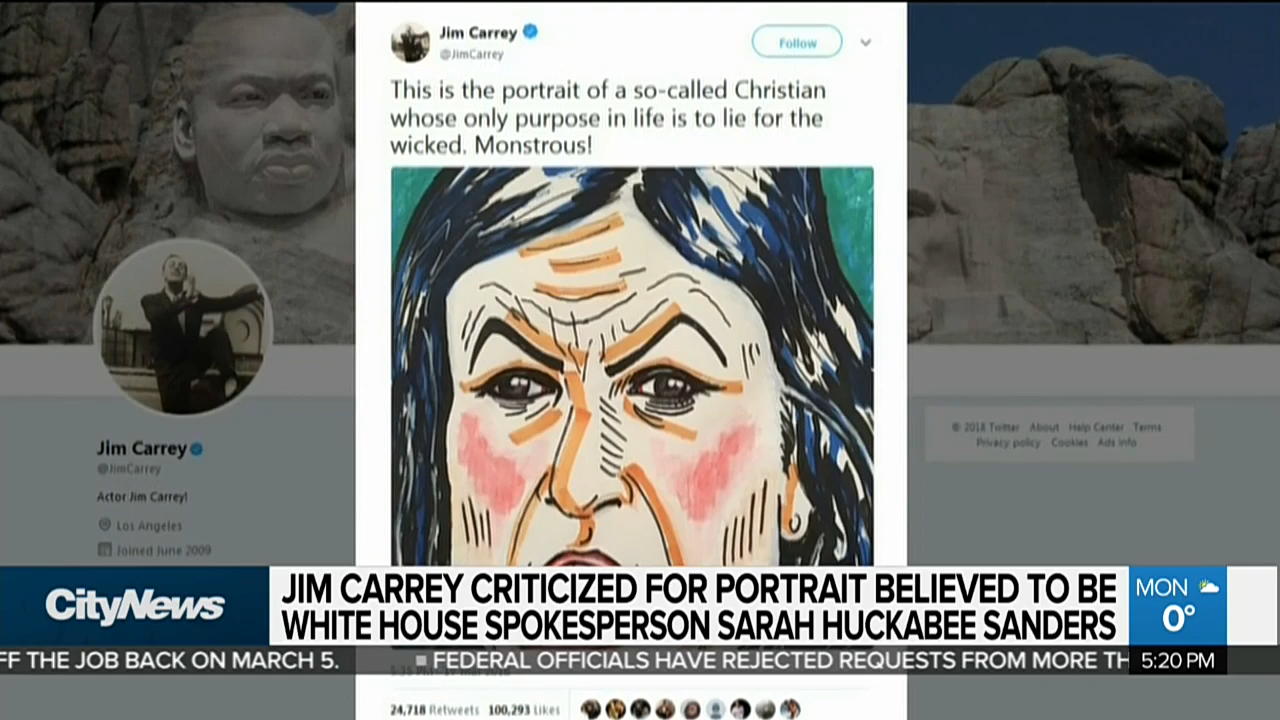 Jim Carrey
@JimCarrey
Follow
This is the portrait of a so-called Christian
whose only purpose in life is to lie for the
wicked. Monstrous!
Jim Carrey
@JimCarrey
Actor Jim Carrey!
Los Angeles
Joined June 2009
© 2018 Twitter About Help Center Terms
Privacy policy Cookies Ads info
CityNews
JIM CARREY CRITICIZED FOR PORTRAIT BELIEVED TO BE
WHITE HOUSE SPOKESPERSON SARAH HUCKABEE SANDERS
MON
0°
FF THE JOB BACK ON MARCH 5.
FEDERAL OFFICIALS HAVE REJECTED REQUESTS FROM MORE TH
5:20 PM
24,718 Retweets 100,293 Likes